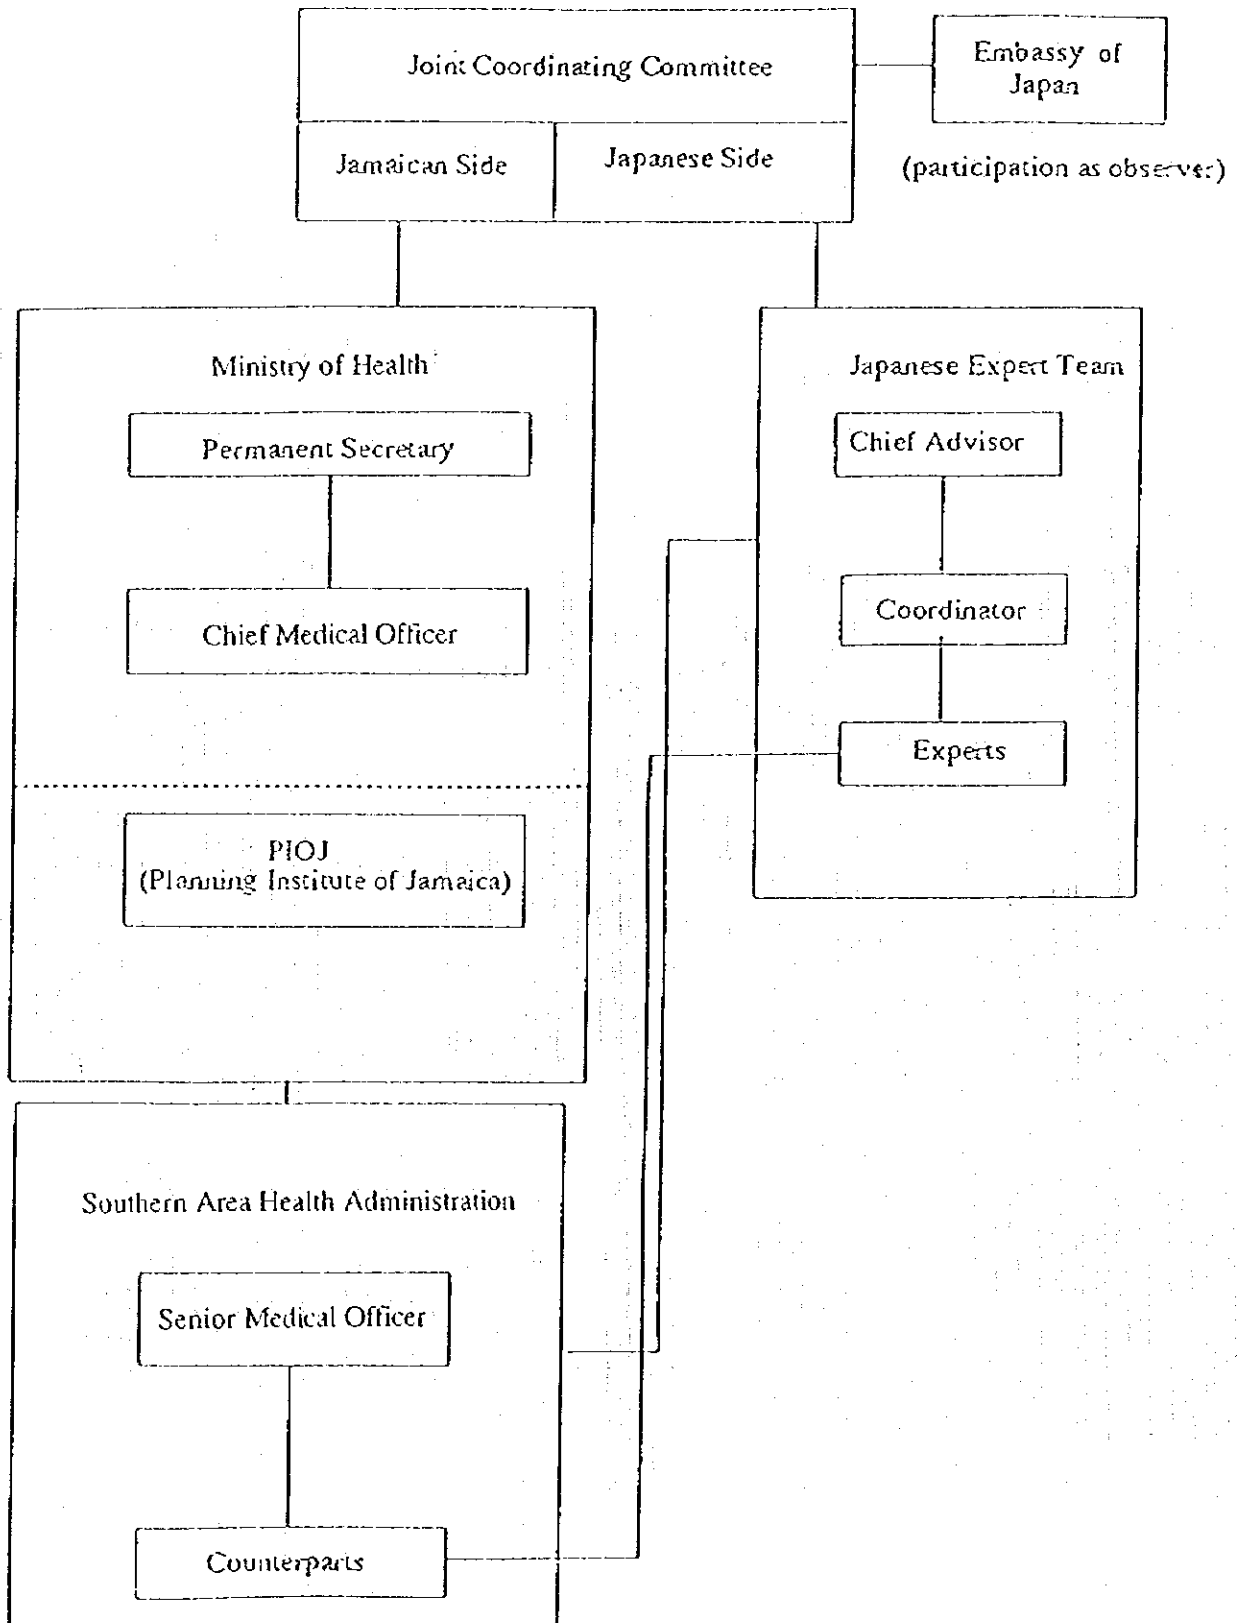 Joint Coordinating Committee
Embassy of
Japan
Jamaican Side
Japanese Side
(participation as observer)
Ministry of Health
Permanent Secretary
Chief Medical Officer
PIOJ
(Planning Institute of Jamaica)
Japanese Expert Team
Chief Advisor
Coordinator
Experts
Southern Area Health Administration
Senior Medical Officer
Counterparts